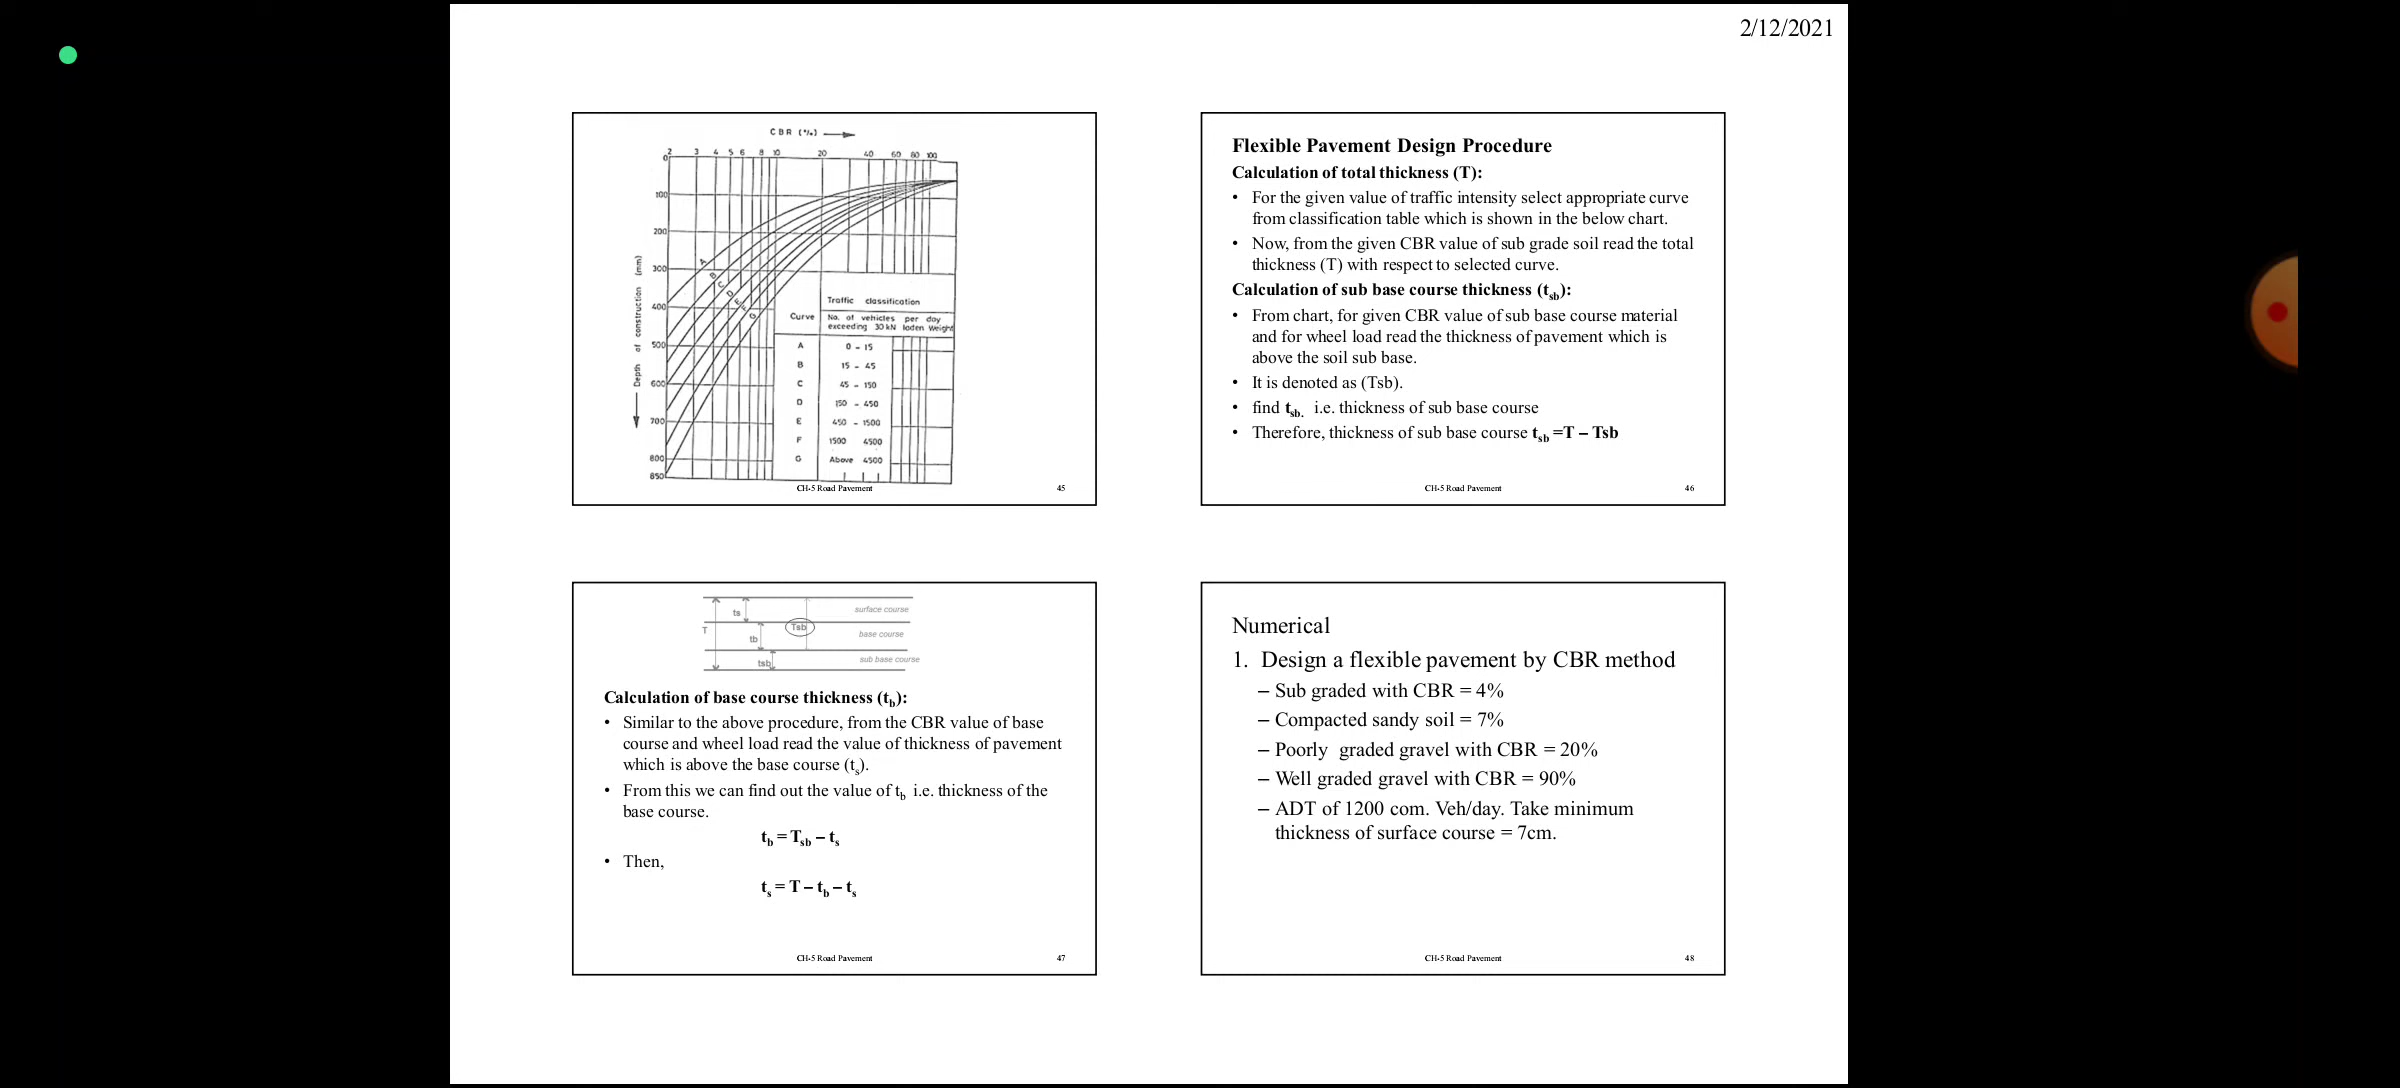 2/12/2021
CBR (%)
2 3 4 5 6 8 10 20 40 60 80 100
0
100
200
300
400
500
600
700
800
850
Depth of construction (mm)
A
B
C
D
E
F
G
Traffic classification
Curve No. of vehicles per day
exceeding 30 kN laden weight
A 0 - 15
B 15 - 45
C 45 - 150
D 150 - 450
E 450 - 1500
F 1500 4500
G Above 4500
CH-5 Road Pavement 45
Flexible Pavement Design Procedure
Calculation of total thickness (T):
• For the given value of traffic intensity select appropriate curve
from classification table which is shown in the below chart.
• Now, from the given CBR value of sub grade soil read the total
thickness (T) with respect to selected curve.
Calculation of sub base course thickness (tsb):
• From chart, for given CBR value of sub base course material
and for wheel load read the thickness of pavement which is
above the soil sub base.
• It is denoted as (Tsb).
• find tsb. i.e. thickness of sub base course
• Therefore, thickness of sub base course tsb =T – Tsb
CH-5 Road Pavement 46
ts
surface course
T
Tsb
tb
base course
tsb
sub base course
Calculation of base course thickness (tb):
• Similar to the above procedure, from the CBR value of base
course and wheel load read the value of thickness of pavement
which is above the base course (ts).
• From this we can find out the value of tb i.e. thickness of the
base course.
tb = Tsb – ts
• Then,
ts = T – tb – ts
CH-5 Road Pavement 47
Numerical
1. Design a flexible pavement by CBR method
– Sub graded with CBR = 4%
– Compacted sandy soil = 7%
– Poorly graded gravel with CBR = 20%
– Well graded gravel with CBR = 90%
– ADT of 1200 com. Veh/day. Take minimum
thickness of surface course = 7cm.
CH-5 Road Pavement 48